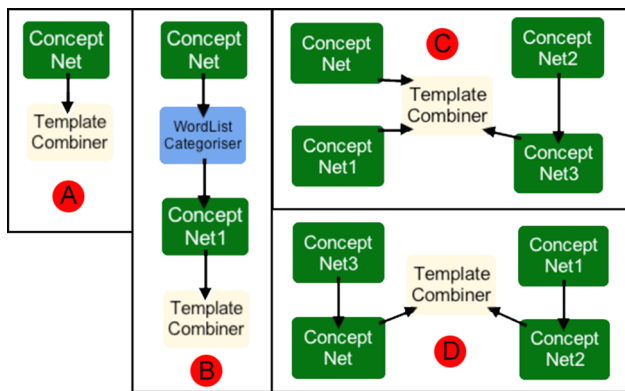 Concept
Net
Template
Combiner
A
Concept
Net
WordList
Categoriser
Concept
Net1
Template
Combiner
B
Concept
Net
C
Concept
Net2
Template
Combiner
Concept
Net1
Concept
Net3
Concept
Net3
Template
Combiner
Concept
Net1
Concept
Net
D
Concept
Net2